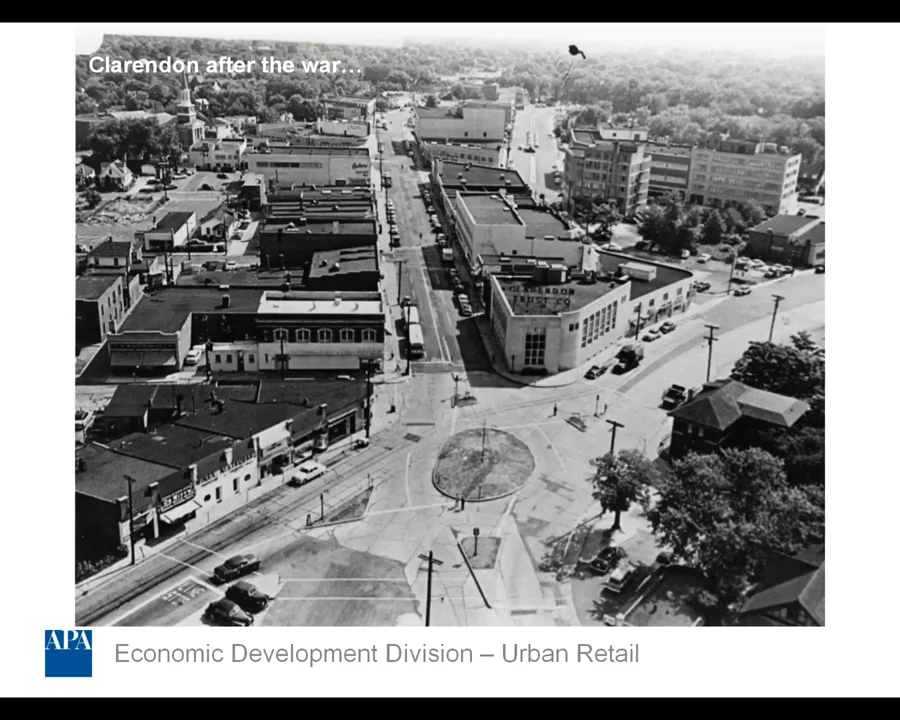 Clarendon after the war…
CLARENDON
TRUST CO
APA
Economic Development Division – Urban Retail